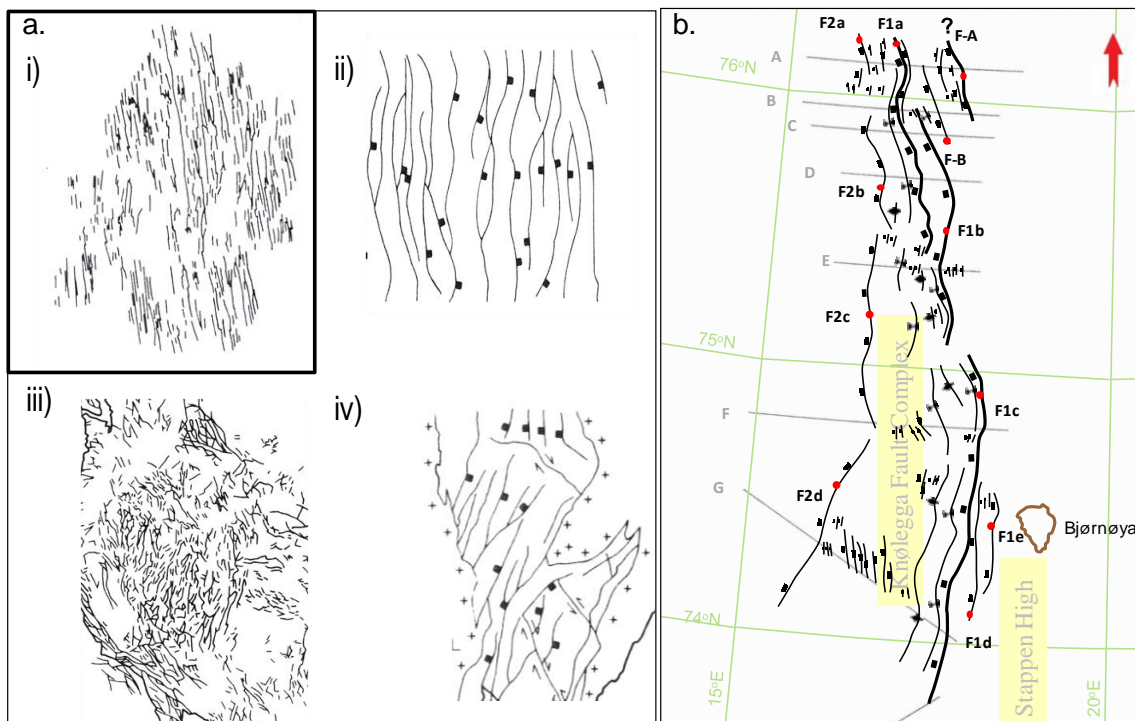 a.
i)
ii)
iii)
iv)
L
b.
F2a
F1a
?
F-A
A
76°N
B
C
F-B
D
F2b
F1b
E
F2c
75°N
Knølegga Fault Complex
F1c
F
G
F2d
F1e
Bjørnøya
74°N
F1d
Stappen High
15°E
20°E